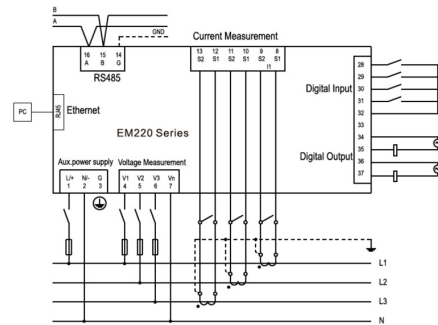 B
A
GND
16 15 14
A B G
RS485
Current Measurement
13 12 11 10 9 8
S2 S1 S2 S1 S2 S1
I1
PC
RJ45
Ethernet
EM220 Series
Digital Input
28
29
30
31
32
33
Digital Output
34
35
36
37
Aux.power supply
L/+ N/- G
1 2 3
Voltage Measurement
V1 V2 V3 Vn
4 5 6 7
L1
L2
L3
N